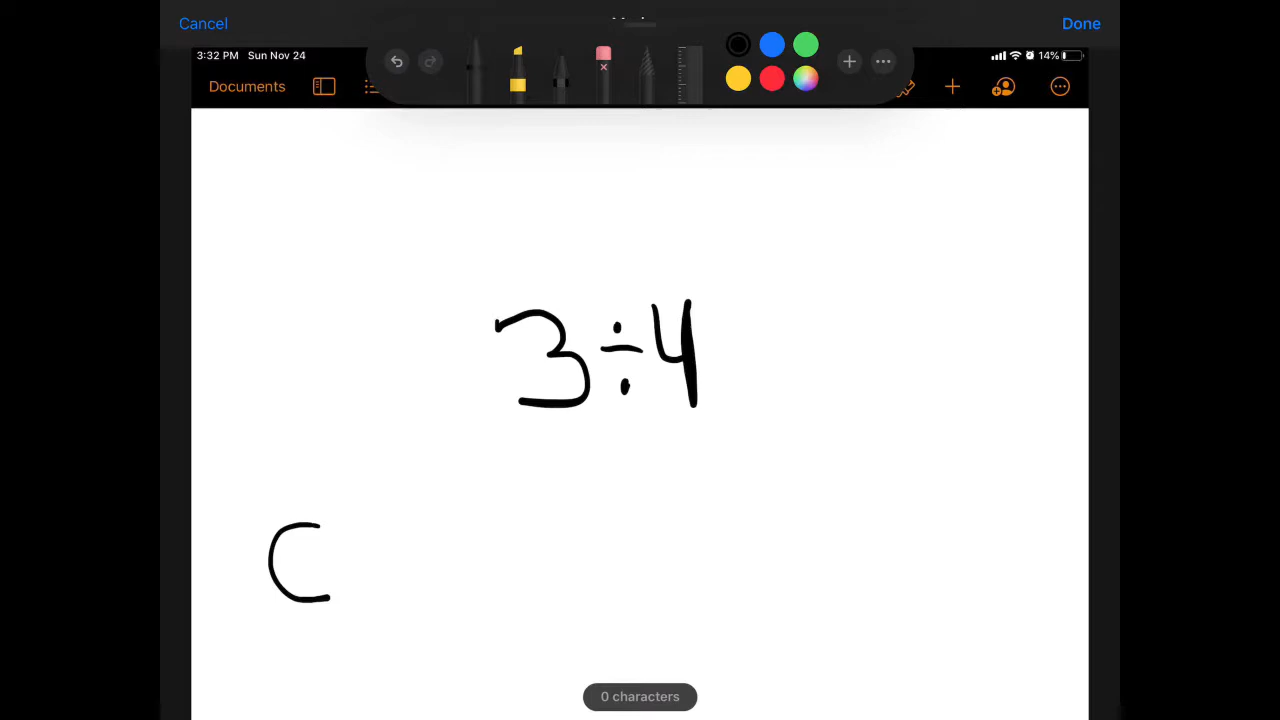 Cancel
Done
3:32 PM Sun Nov 24
14%
Documents
3÷4
C
0 characters